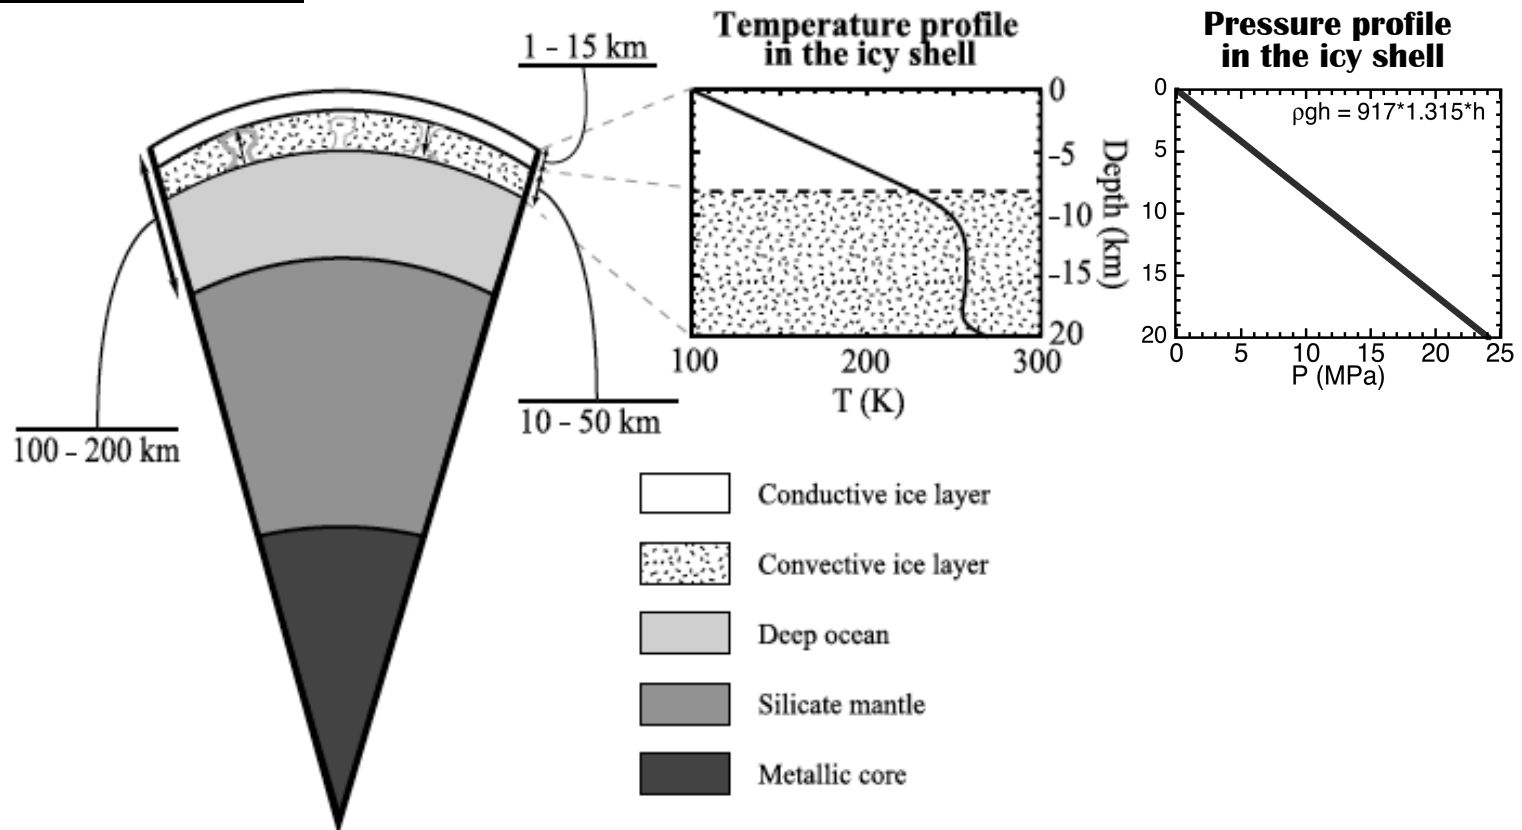 1 - 15 km
Temperature profile
in the icy shell
0
-5
-10
-15
20
Depth (km)
100
200
300
T (K)
Pressure profile
in the icy shell
ρgh = 917*1.315*h
0
5
10
15
20
0
5
10
15
20
25
P (MPa)
100 - 200 km
10 - 50 km
Conductive ice layer
Convective ice layer
Deep ocean
Silicate mantle
Metallic core